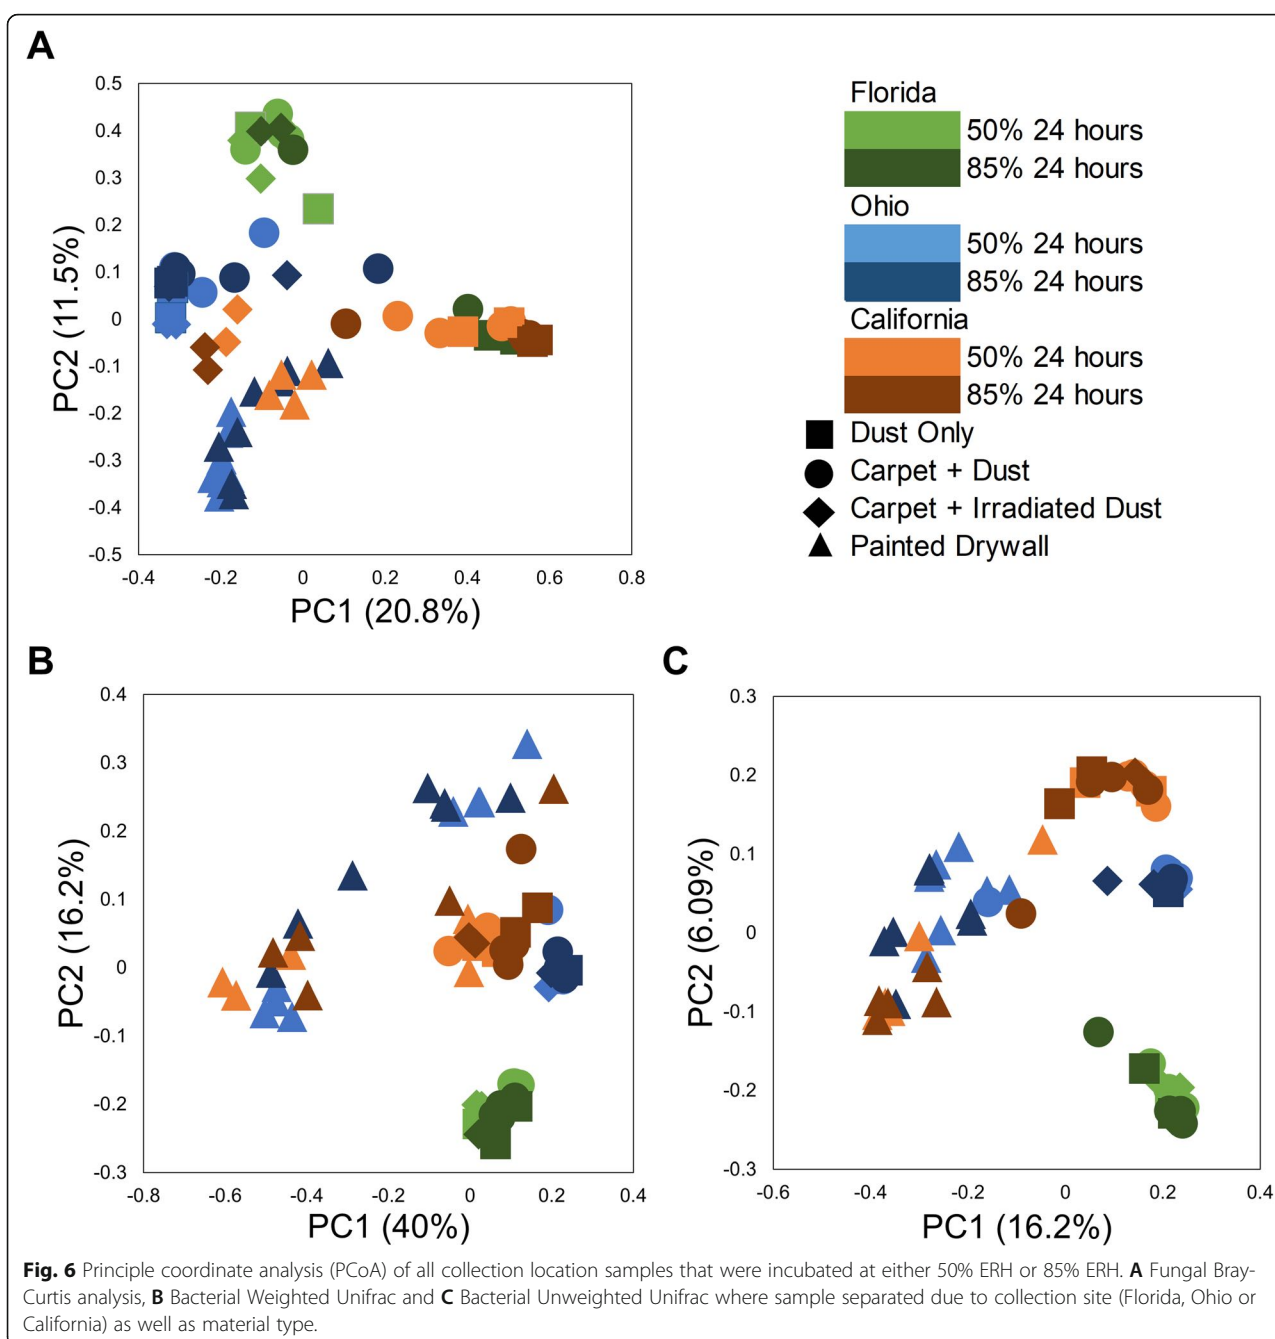 A
0.5
0.4
0.3
0.2
0.1
0
-0.1
-0.2
-0.3
-0.4
-0.5
PC2 (11.5%)
-0.4 -0.2 0 0.2 0.4 0.6 0.8
PC1 (20.8%)
Florida
50% 24 hours
85% 24 hours
Ohio
50% 24 hours
85% 24 hours
California
50% 24 hours
85% 24 hours
Dust Only
Carpet + Dust
Carpet + Irradiated Dust
Painted Drywall
B
0.4
0.3
0.2
0.1
0
-0.1
-0.2
-0.3
PC2 (16.2%)
-0.8 -0.6 -0.4 -0.2 0 0.2 0.4
PC1 (40%)
C
0.3
0.2
0.1
0
-0.1
-0.2
-0.3
PC2 (6.09%)
-0.6 -0.4 -0.2 0 0.2 0.4
PC1 (16.2%)
Fig. 6 Principle coordinate analysis (PCoA) of all collection location samples that were incubated at either 50% ERH or 85% ERH. A Fungal Bray-
Curtis analysis, B Bacterial Weighted Unifrac and C Bacterial Unweighted Unifrac where sample separated due to collection site (Florida, Ohio or
California) as well as material type.